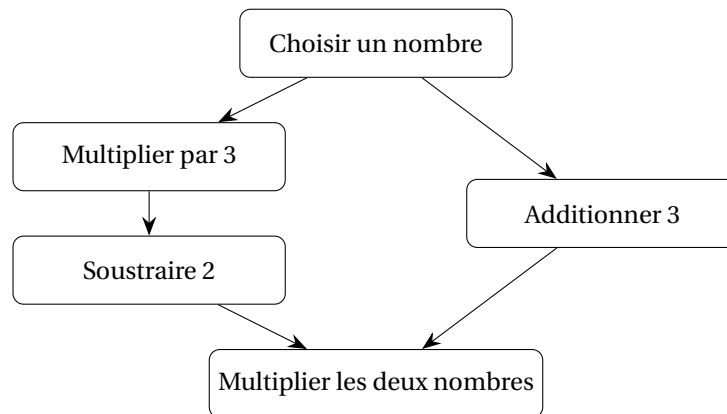 Choisir un nombre
Multiplier par 3
Additionner 3
Soustraire 2
Multiplier les deux nombres